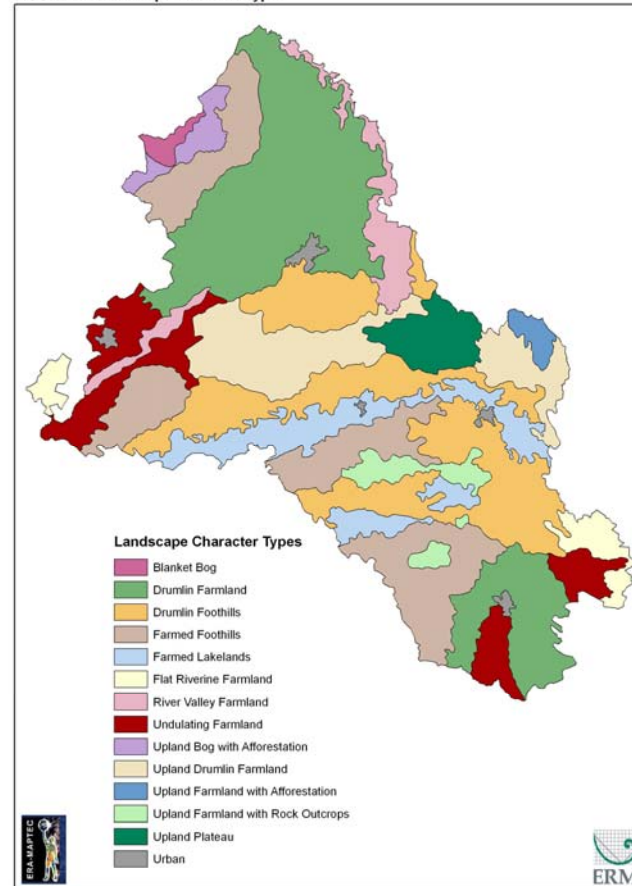 Landscape Character Types
Blanket Bog
Drumlin Farmland
Drumlin Foothills
Farmed Foothills
Farmed Lakelands
Flat Riverine Farmland
River Valley Farmland
Undulating Farmland
Upland Bog with Afforestation
Upland Drumlin Farmland
Upland Farmland with Afforestation
Upland Farmland with Rock Outcrops
Upland Plateau
Urban
ERA-MAPTEC
ERM